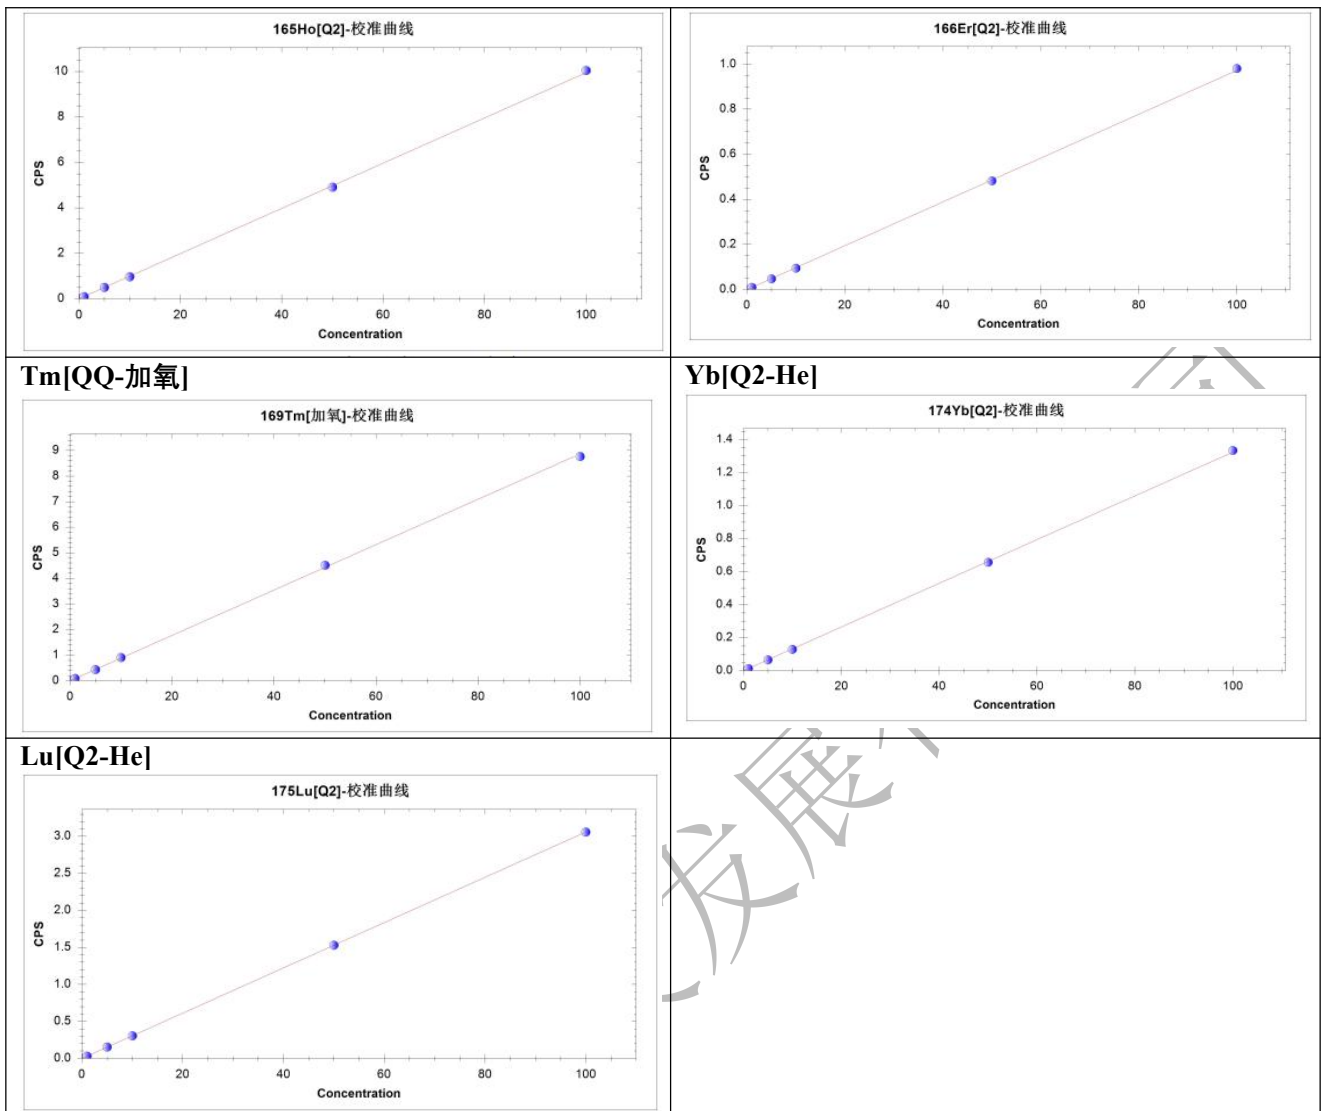 165Ho[Q2]-校准曲线
CPS
10
8
6
4
2
0
0 20 40 60 80 100
Concentration
166Er[Q2]-校准曲线
CPS
1.0
0.8
0.6
0.4
0.2
0.0
0 20 40 60 80 100
Concentration
Tm[QQ-加氧]
169Tm[加氧]-校准曲线
CPS
9
8
7
6
5
4
3
2
1
0
0 20 40 60 80 100
Concentration
Yb[Q2-He]
174Yb[Q2]-校准曲线
CPS
1.4
1.2
1.0
0.8
0.6
0.4
0.2
0.0
0 20 40 60 80 100
Concentration
Lu[Q2-He]
175Lu[Q2]-校准曲线
CPS
3.0
2.5
2.0
1.5
1.0
0.5
0.0
0 20 40 60 80 100
Concentration
发展